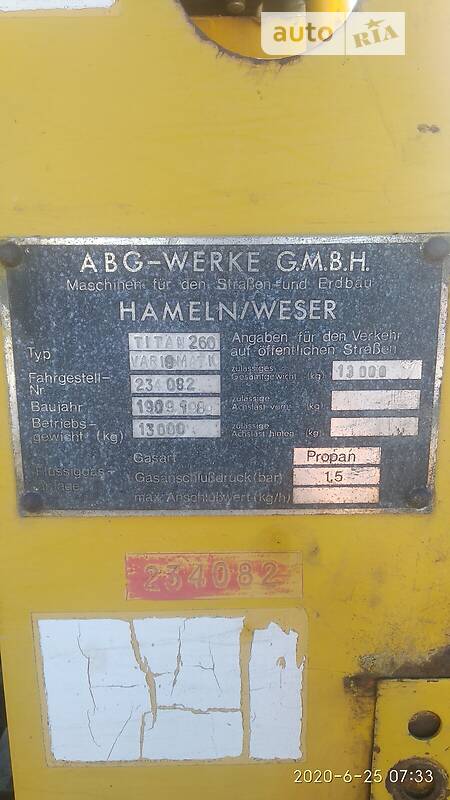 auto RIA
ABG-WERKE G.M.B.H.
Maschinen für den Straßen-und Erdbau
HAMELN/WESER
Typ
TITAN 260
VARIOMATIK
Angaben für den Verkehr
auf öffentlichen Straßen
Fahrgestell-
Nr
234082
zulässiges
Gesamtgewicht (kg)
13000
Baujahr
zulässige
Achslast vorn (kg)
Betriebs-
gewicht (kg)
13000
zulässige
Achslast hinten (kg)
Flüssiggas-
anlage
Gasart
Propan
Gasanschlußdruck (bar)
1,5
max. Anschlußwert (kg/h)
234082
2020-6-25 07:33